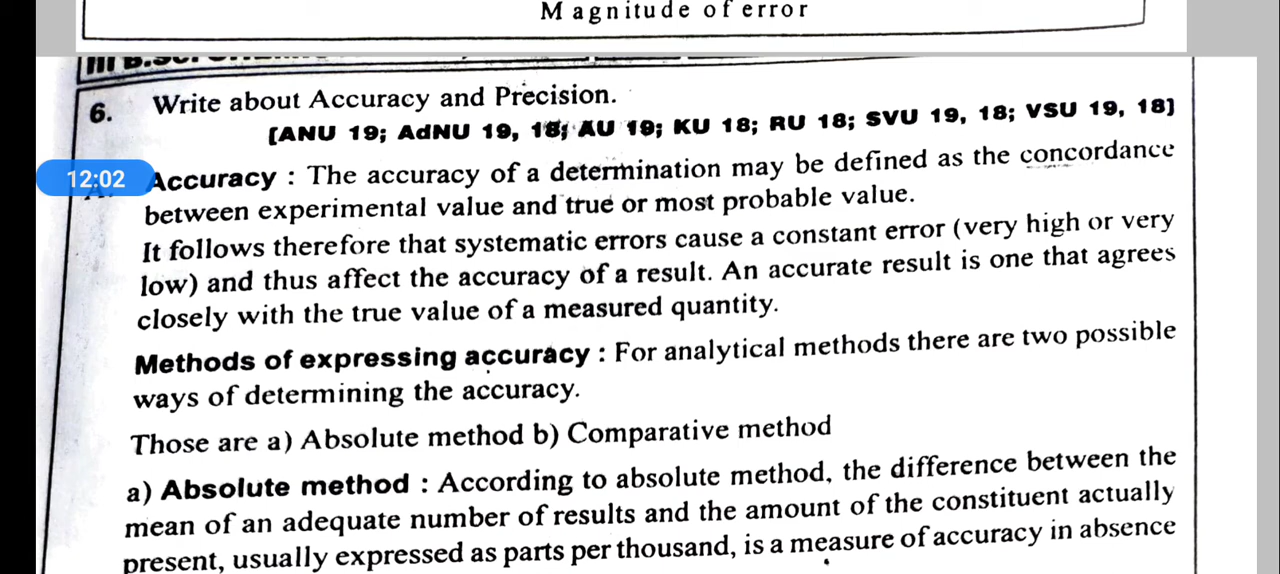 Magnitude of error
III B.Sc.
6. Write about Accuracy and Precision.
[ANU 19; AdNU 19, 18; AU 19; KU 18; RU 18; SVU 19, 18; VSU 19, 18]
12:02
A. Accuracy : The accuracy of a determination may be defined as the concordance
between experimental value and true or most probable value.
It follows therefore that systematic errors cause a constant error (very high or very
low) and thus affect the accuracy of a result. An accurate result is one that agrees
closely with the true value of a measured quantity.
Methods of expressing accuracy : For analytical methods there are two possible
ways of determining the accuracy.
Those are a) Absolute method b) Comparative method
a) Absolute method : According to absolute method, the difference between the
mean of an adequate number of results and the amount of the constituent actually
present, usually expressed as parts per thousand, is a measure of accuracy in absence